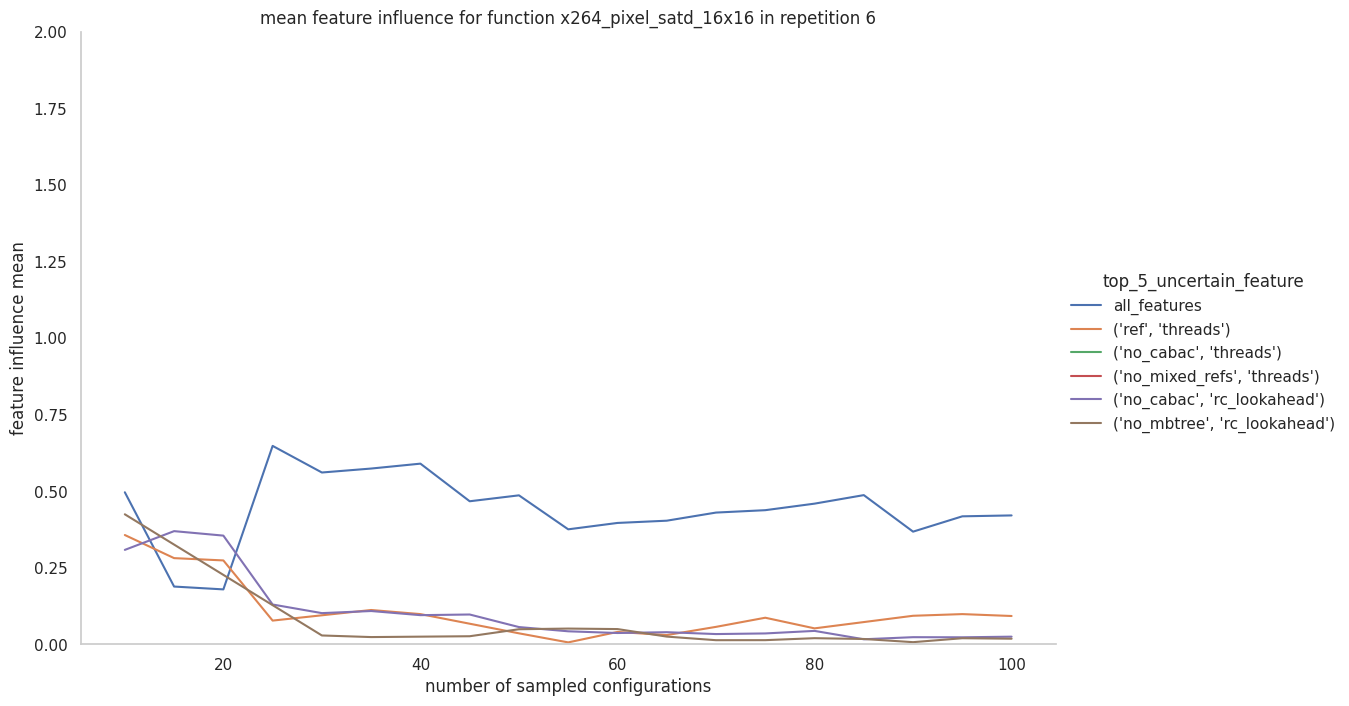 mean feature influence for function x264_pixel_satd_16x16 in repetition 6
2.00
1.75
1.50
1.25
1.00
0.75
0.50
0.25
0.00
feature influence mean
20 40 60 80 100
number of sampled configurations
top_5_uncertain_feature
all_features
('ref', 'threads')
('no_cabac', 'threads')
('no_mixed_refs', 'threads')
('no_cabac', 'rc_lookahead')
('no_mbtree', 'rc_lookahead')